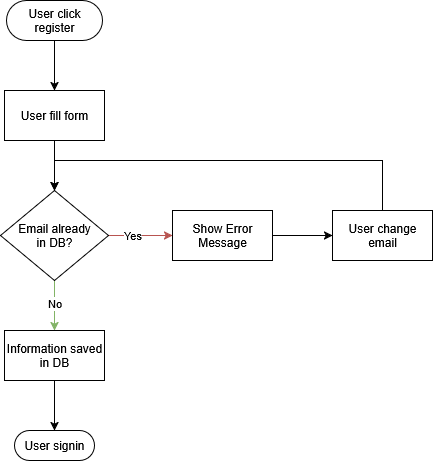 User click
register
User fill form
Email already
in DB?
Yes
Show Error
Message
User change
email
No
Information saved
in DB
User signin